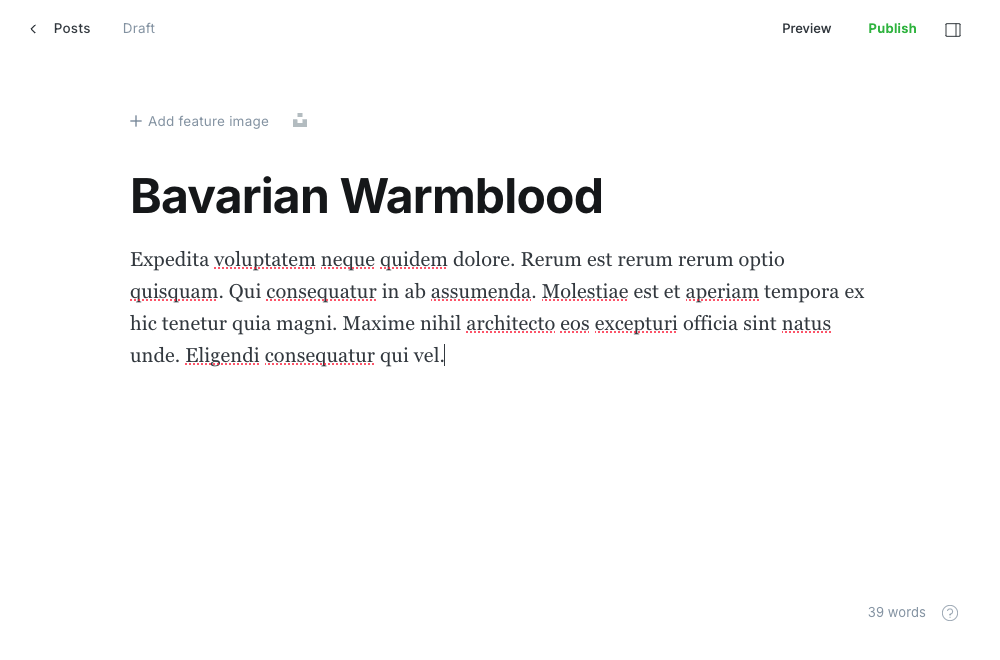 Posts Draft Preview Publish
Add feature image
Bavarian Warmblood
Expedita voluptatem neque quidem dolore. Rerum est rerum rerum optio
quisquam. Qui consequatur in ab assumenda. Molestiae est et aperiam tempora ex
hic tenetur quia magni. Maxime nihil architecto eos excepturi officia sint natus
unde. Eligendi consequatur qui vel.
39 words ?